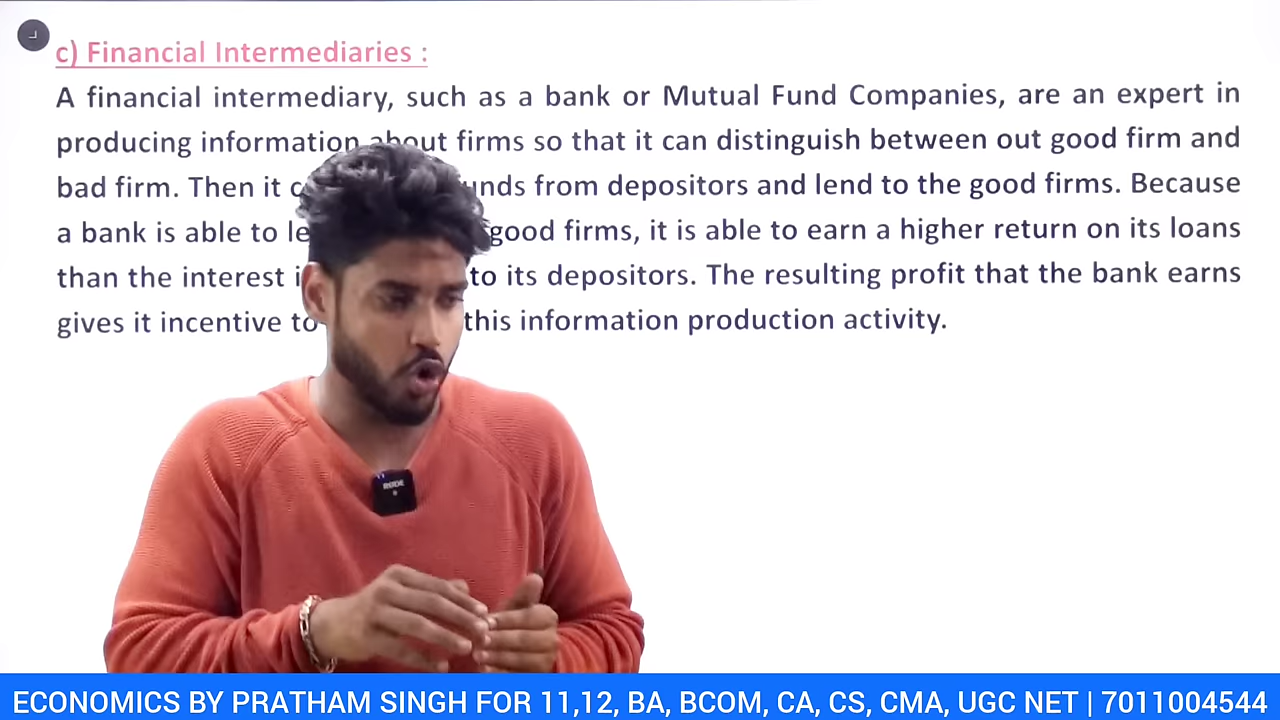 c) Financial Intermediaries :
A financial intermediary, such as a bank or Mutual Fund Companies, are an expert in
producing information about firms so that it can distinguish between out good firm and
bad firm. Then it from depositors and lend to the good firms. Because
a bank is able to good firms, it is able to earn a higher return on its loans
than the interest to its depositors. The resulting profit that the bank earns
gives it incentive to this information production activity.
RODE
ECONOMICS BY PRATHAM SINGH FOR 11,12, BA, BCOM, CA, CS, CMA, UGC NET | 7011004544